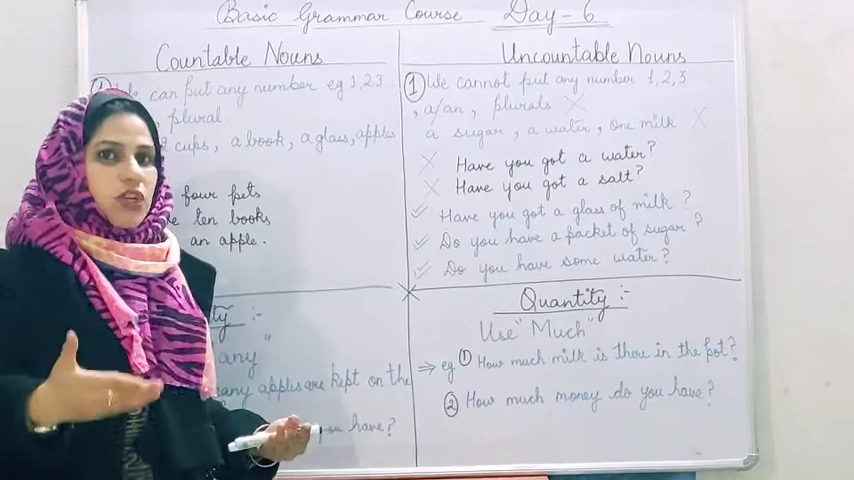 Basic Grammar Course Day-6
Countable Nouns
We can put any number eg 1,2,3
, plural
cups, a book, a glass, apples
four pets
ten books
an apple.
any"
apples are kept on the
have?
Uncountable Nouns
① We cannot put any number 1,2,3
, a/an, plurals ✗
a sugar, a water, one milk ✗
✗ Have you got a water?
✗ Have you got a salt?
✓ Have you got a glass of milk?
✓ Do you have a packet of sugar?
✓ Do you have some water?
Quantity :-
Use "Much"
⇒ eg ① How much milk is there in the pot?
② How much money do you have?